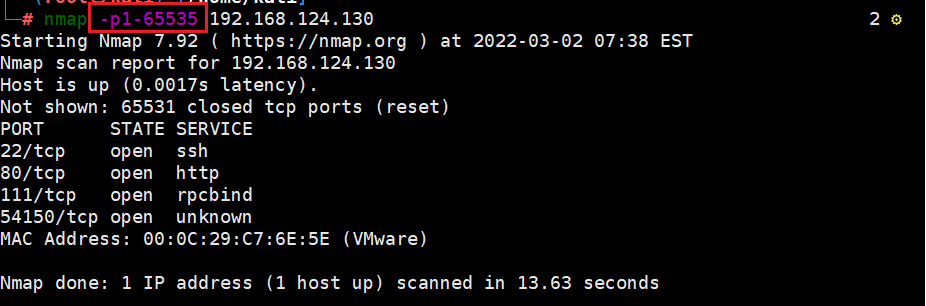 (root💀kali)-[/home/kali]
└─# nmap -p1-65535 192.168.124.130 2 ⚙
Starting Nmap 7.92 ( https://nmap.org ) at 2022-03-02 07:38 EST
Nmap scan report for 192.168.124.130
Host is up (0.0017s latency).
Not shown: 65531 closed tcp ports (reset)
PORT      STATE SERVICE
22/tcp    open  ssh
80/tcp    open  http
111/tcp   open  rpcbind
54150/tcp open  unknown
MAC Address: 00:0C:29:C7:6E:5E (VMware)
Nmap done: 1 IP address (1 host up) scanned in 13.63 seconds